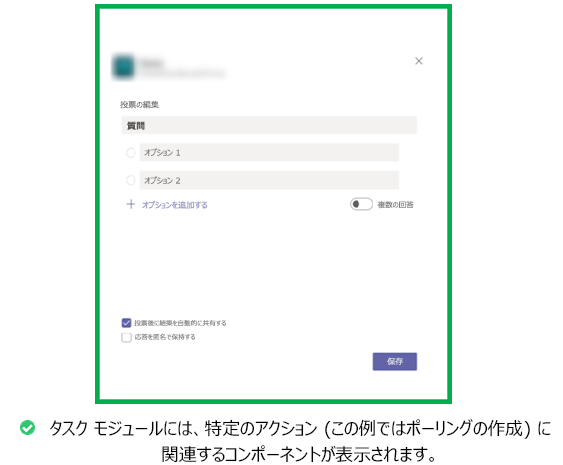 投票の編集
質問
オプション 1
オプション 2
オプションを追加する
複数の回答
投票後に結果を自動的に共有する
応答を匿名で保持する
保存
タスク モジュールには、特定のアクション (この例ではポーリングの作成) に
関連するコンポーネントが表示されます。